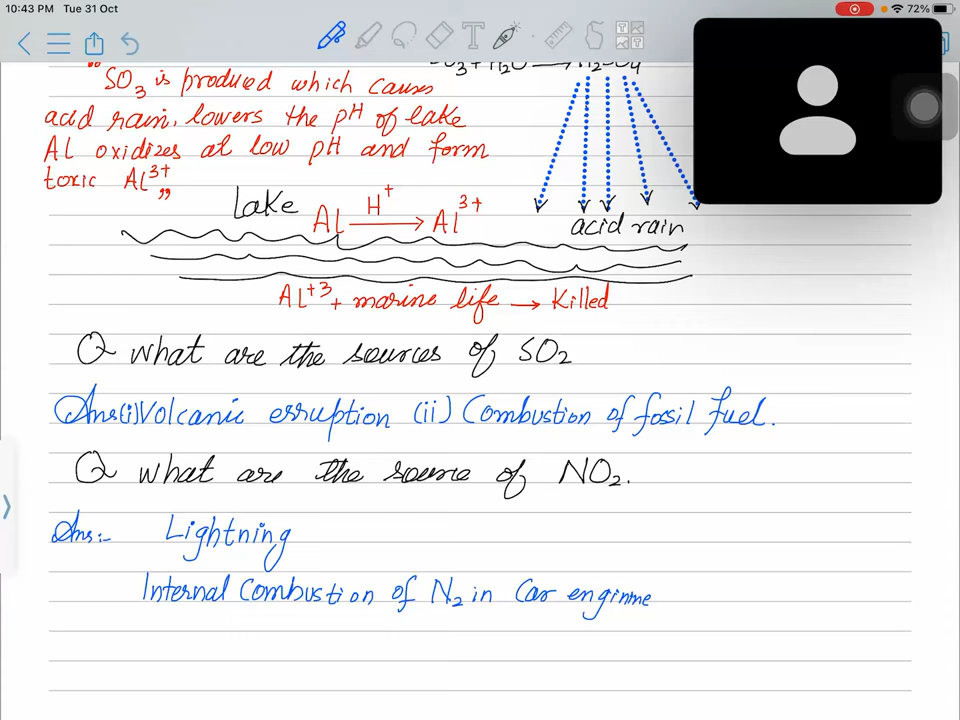 10:43 PM Tue 31 Oct
72%
SO3 is produced which causes
acid rain, lowers the pH of lake
AL oxidizes at low pH and form
toxic Al3+ ”
Lake Al H+ → Al3+
acid rain
AL+3 + marine life → Killed
Q what are the sources of SO2
Ans(i) Volcanic erruption (ii) Combustion of fossil fuel.
Q what are the source of NO2.
Ans:- Lightning
Internal Combustion of N2 in Car enginme